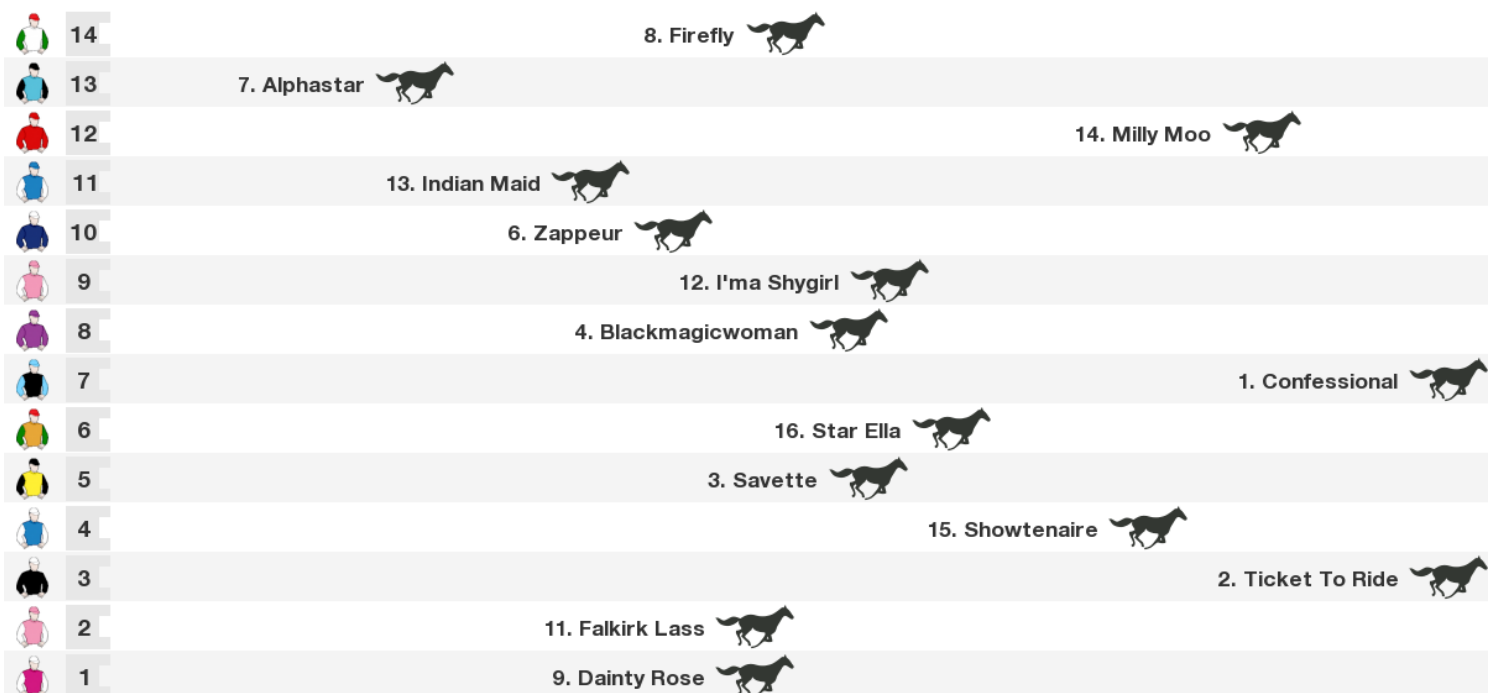 14 8. Firefly
13 7. Alphastar
12 14. Milly Moo
11 13. Indian Maid
10 6. Zappeur
9 12. I'ma Shygirl
8 4. Blackmagicwoman
7 1. Confessional
6 16. Star Ella
5 3. Savette
4 15. Showtenaire
3 2. Ticket To Ride
2 11. Falkirk Lass
1 9. Dainty Rose